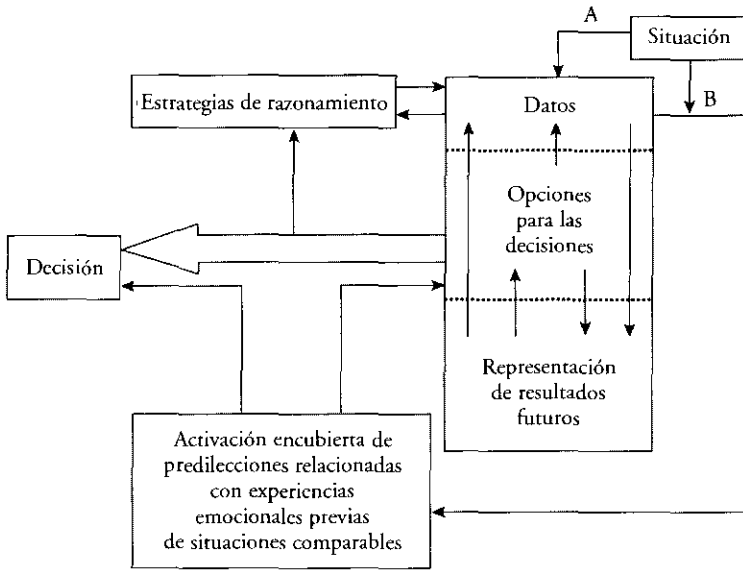 A
Situación
Estrategias de razonamiento
Datos
B
Opciones
para las
decisiones
Decisión
Representación
de resultados
futuros
Activación encubierta de
predilecciones relacionadas
con experiencias
emocionales previas
de situaciones comparables